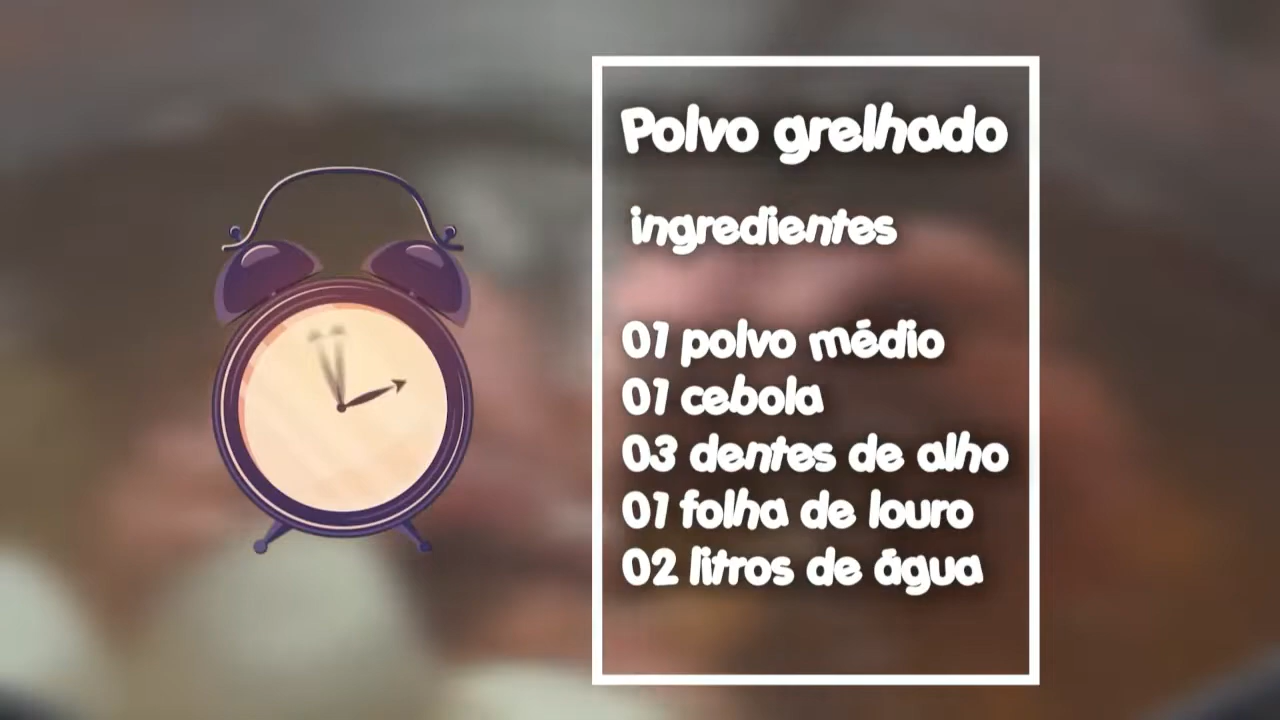 Polvo grelhado
ingredientes
01 polvo médio
01 cebola
03 dentes de alho
01 folha de louro
02 litros de água